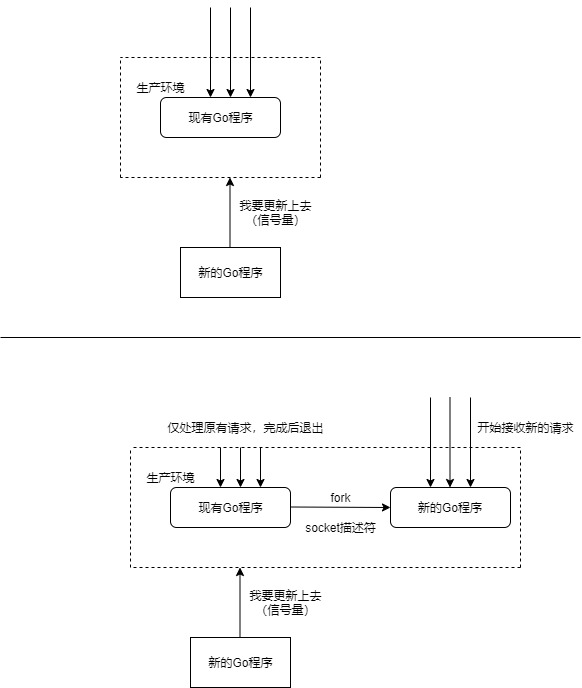 生产环境
现有Go程序
我要更新上去
（信号量）
新的Go程序
仅处理原有请求，完成后退出
开始接收新的请求
生产环境
现有Go程序
fork
socket描述符
新的Go程序
我要更新上去
（信号量）
新的Go程序